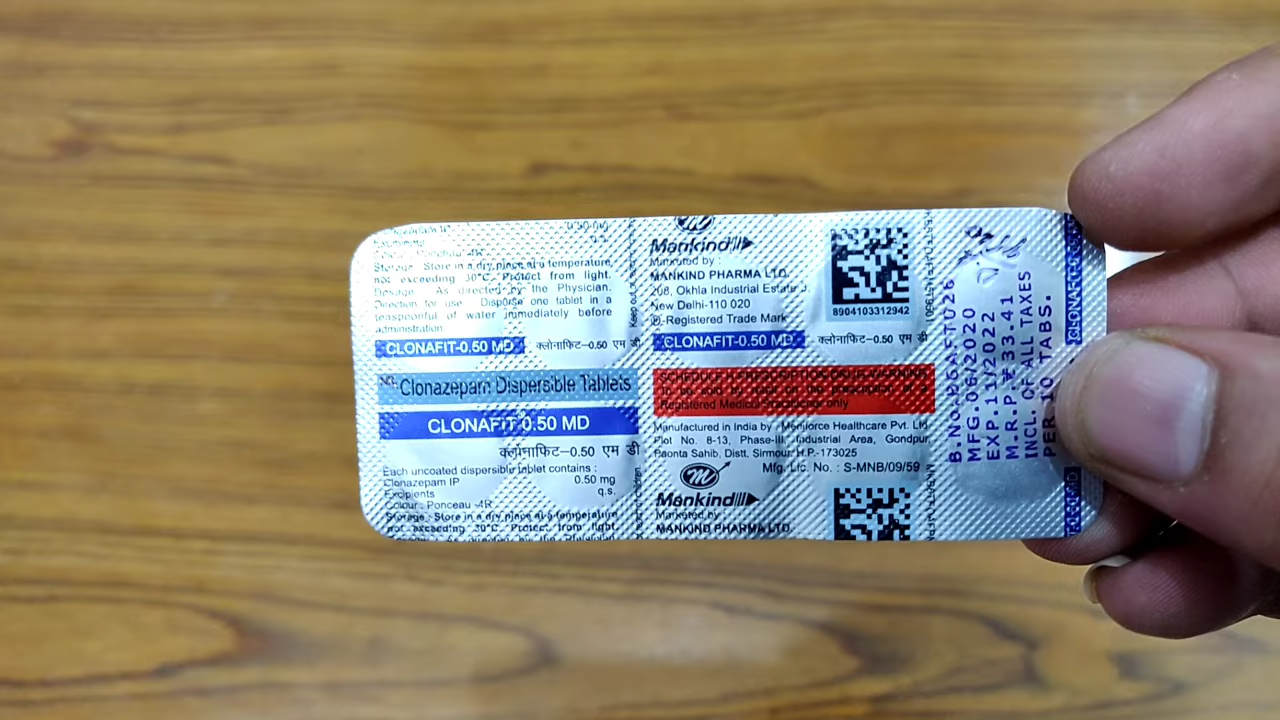 0.50 mg
q.s.
Storage: Store in a dry place at a temperature
not exceeding 30°C. Protect from light.
Dosage : As directed by the Physician.
Direction for use : Disperse one tablet in a
teaspoonful of water immediately before
administration.
CLONAFIT-0.50 MD क्लोनाफिट-0.50 एम डी
Clonazepam Dispersible Tablets
CLONAFIT-0.50 MD
क्लोनाफिट-0.50 एम डी
Each uncoated dispersible tablet contains :
Clonazepam IP 0.50 mg
Excipients q.s.
Colour : Ponceau -4R
Storage: Store in a dry place at a temperature
not exceeding 30°C. Protect from light.
Mankind
Marketed by :
MANKIND PHARMA LTD.
208, Okhla Industrial Estate
New Delhi-110 020
-Registered Trade Mark
CLONAFIT-0.50 MD क्लोनाफिट-0.50 एम डी
8904103312942
Registered Medical Practitioner only
Manufactured in India by : Menforce Healthcare Pvt. Ltd
Plot No. 8-13, Phase-III, Industrial Area, Gondpur,
Paonta Sahib, Distt. Sirmour, H.P.-173025
Mfg. Lic. No. : S-MNB/09/59
Mankind
Marketed by :
MANKIND PHARMA LTD.
MFG.06/2020
EXP.11/2022
M.R.P.₹33.41
INCL. OF ALL TAXES
PER 10 TABS.